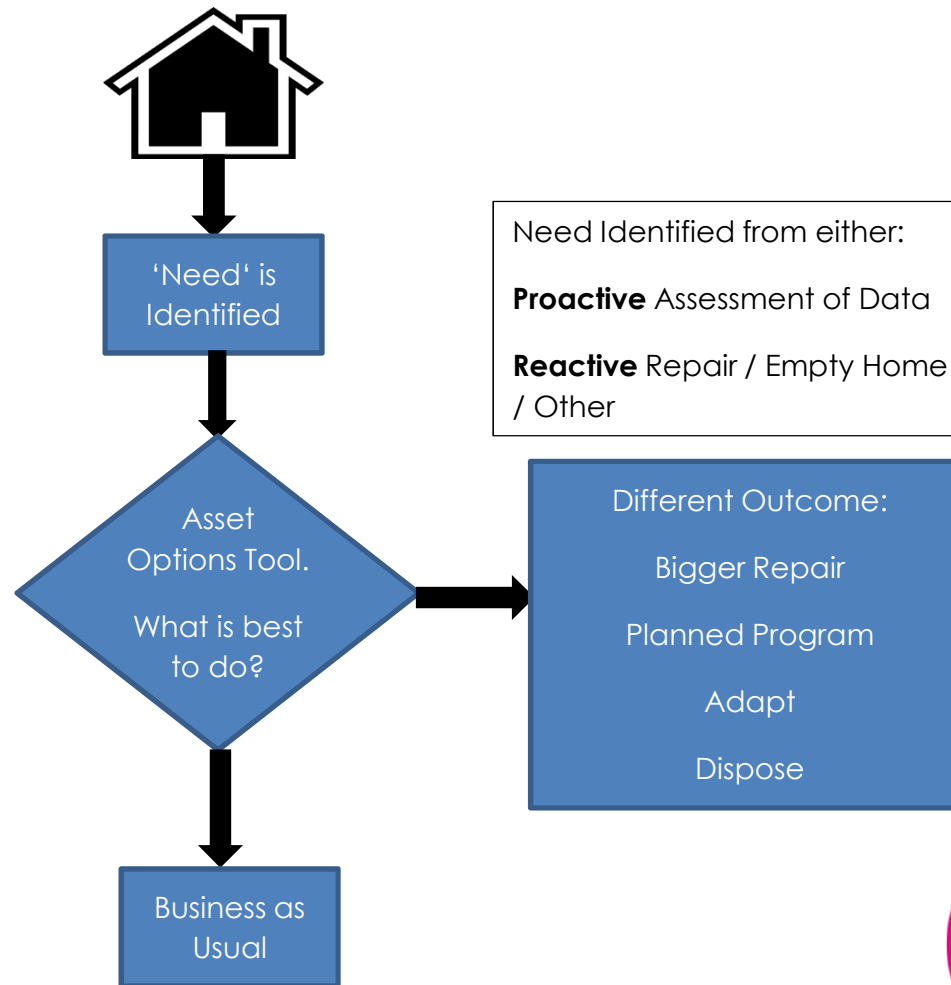 ‘Need‘ is
Identified
Need Identified from either:
Proactive Assessment of Data
Reactive Repair / Empty Home
/ Other
Asset
Options Tool.
What is best
to do?
Different Outcome:
Bigger Repair
Planned Program
Adapt
Dispose
Business as
Usual